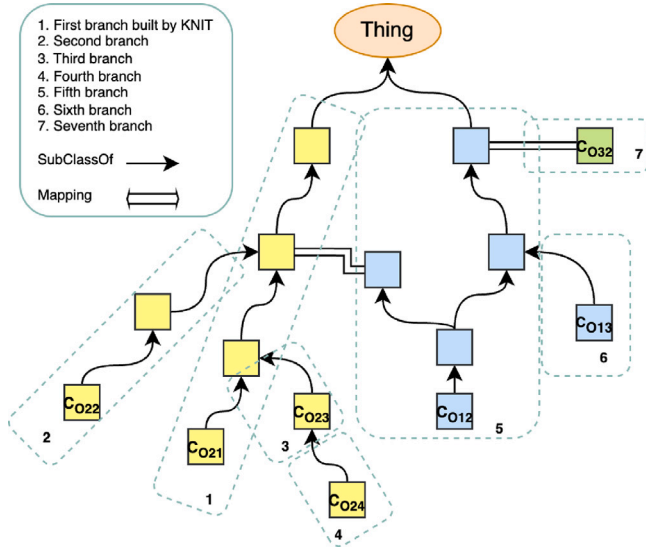 1. First branch built by KNIT
2. Second branch
3. Third branch
4. Fourth branch
5. Fifth branch
6. Sixth branch
7. Seventh branch
SubClassOf
Mapping
Thing
CO32
7
CO13
6
CO22
2
CO21
1
CO23
3
CO24
4
CO12
5